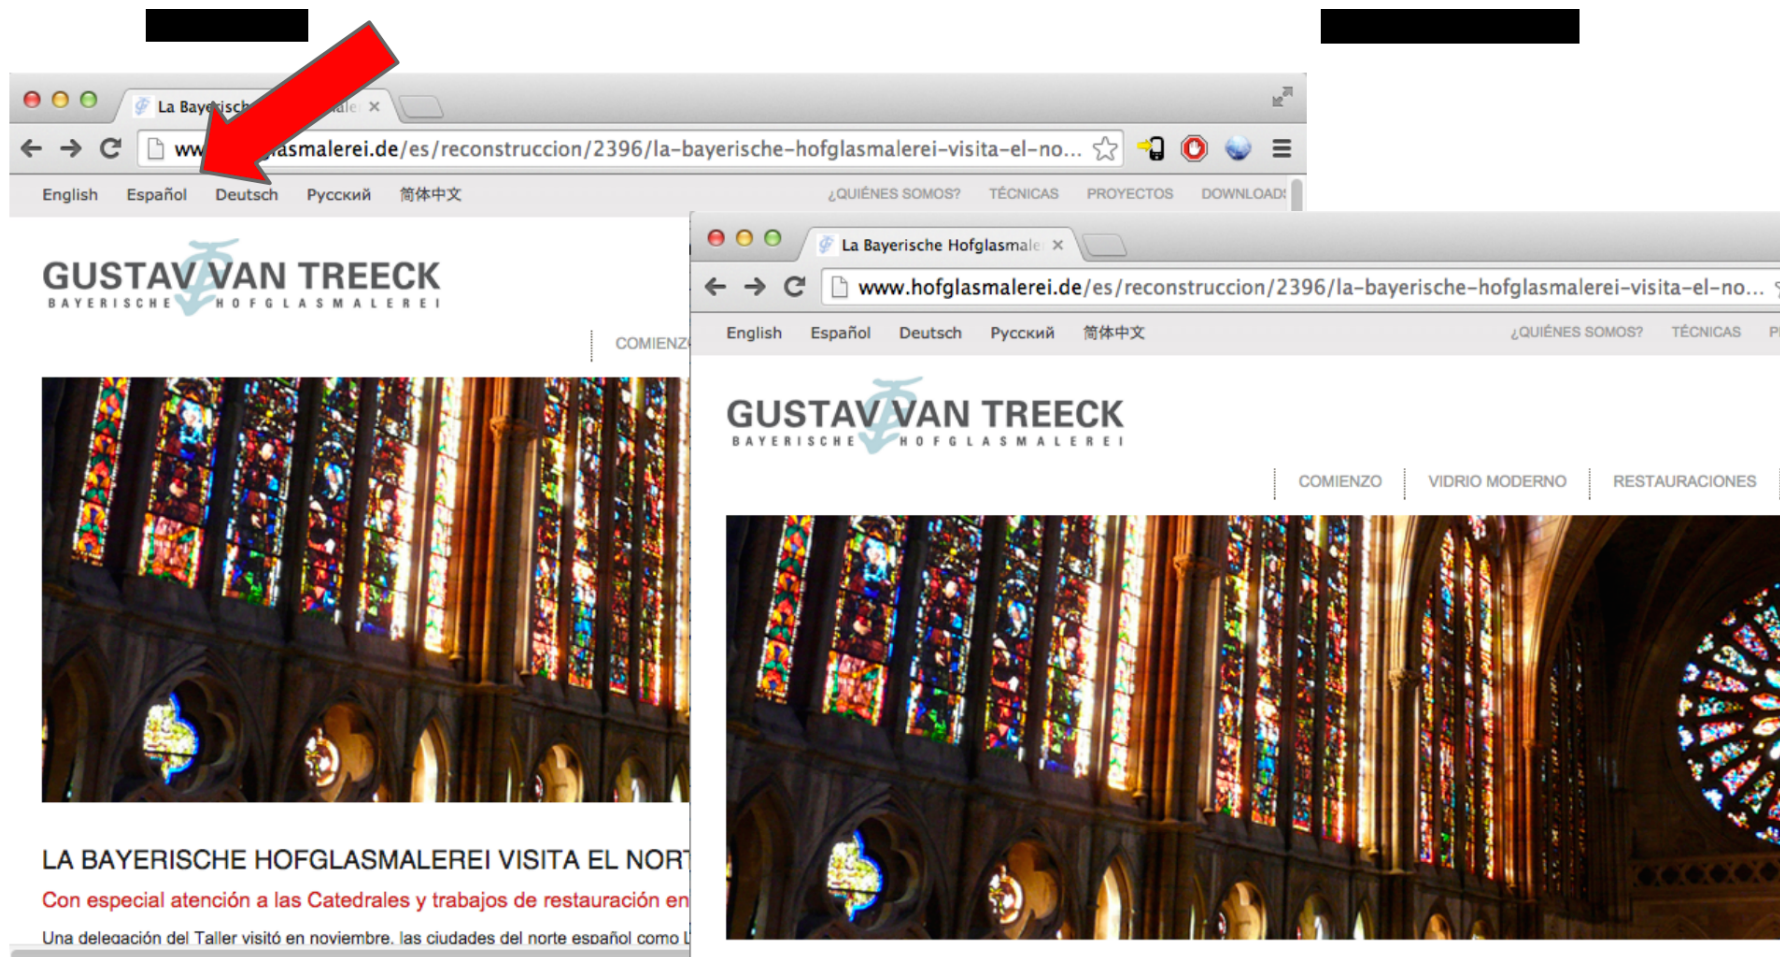 La Bayerisch
www.hofglasmalerei.de/es/reconstruccion/2396/la-bayerische-hofglasmalerei-visita-el-no...
English Español Deutsch Русский 简体中文 ¿QUIÉNES SOMOS? TÉCNICAS PROYECTOS DOWNLOADS
GUSTAV VAN TREECK
BAYERISCHE HOFGLASMALEREI
COMIENZO
LA BAYERISCHE HOFGLASMALEREI VISITA EL NORT
Con especial atención a las Catedrales y trabajos de restauración en
Una delegación del Taller visitó en noviembre, las ciudades del norte español como L
La Bayerische Hofglasmale
www.hofglasmalerei.de/es/reconstruccion/2396/la-bayerische-hofglasmalerei-visita-el-no...
English Español Deutsch Русский 简体中文 ¿QUIÉNES SOMOS? TÉCNICAS
GUSTAV VAN TREECK
BAYERISCHE HOFGLASMALEREI
COMIENZO VIDRIO MODERNO RESTAURACIONES